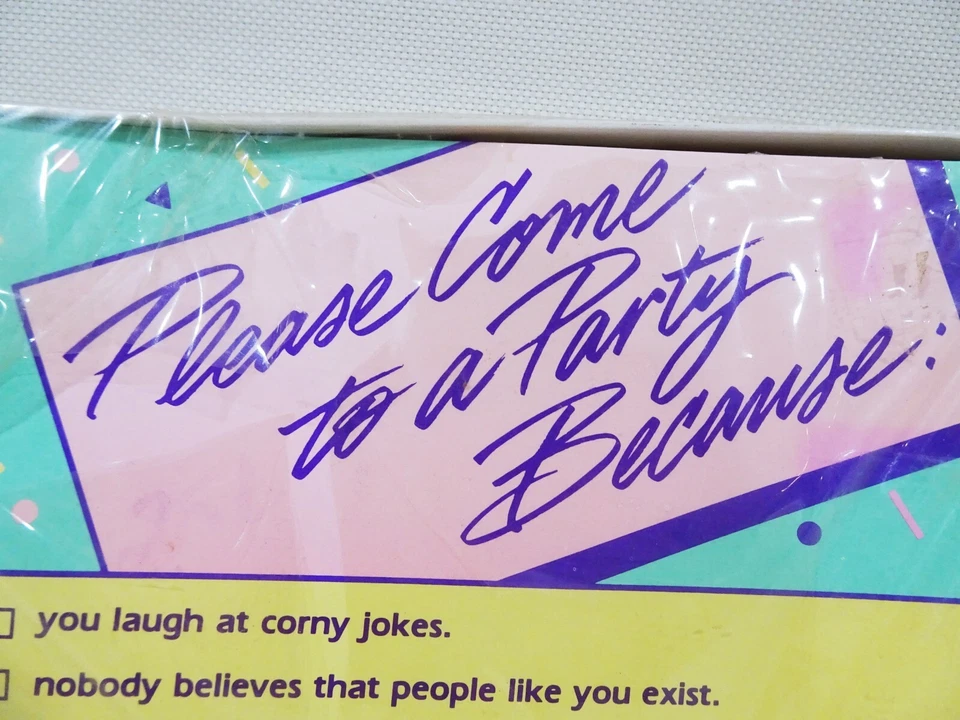 Please Come
to a Party
Because:
you laugh at corny jokes.
nobody believes that people like you exist.